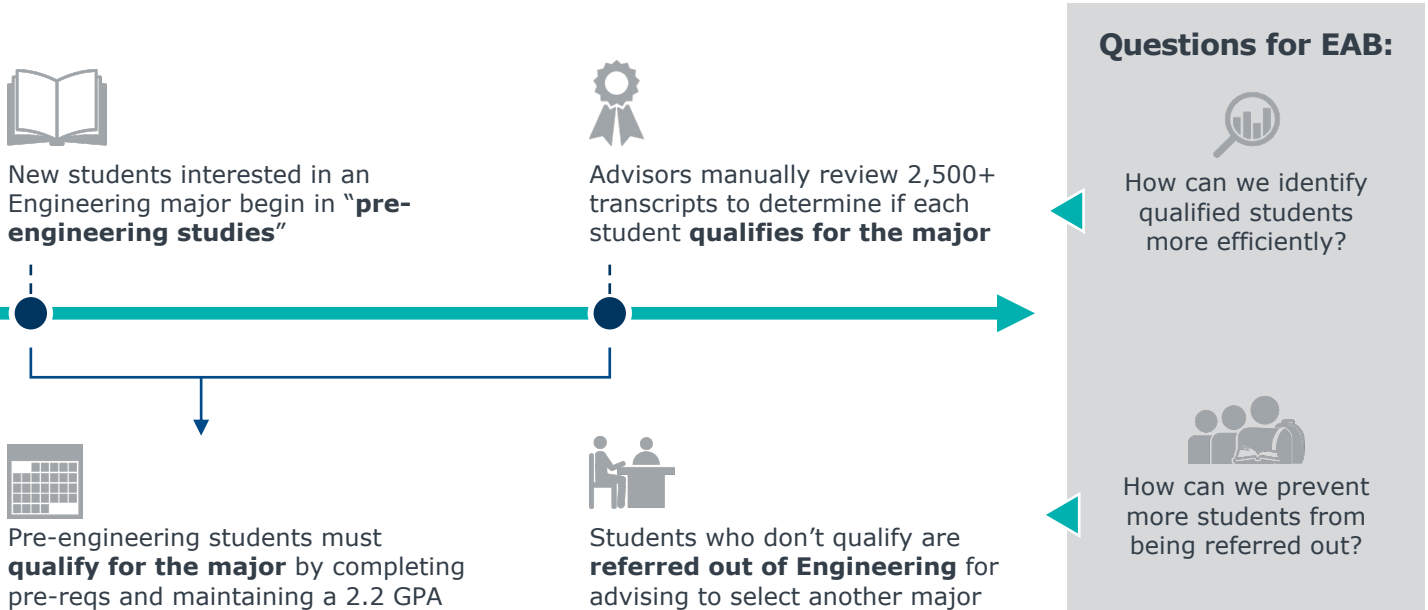 New students interested in an
Engineering major begin in “pre-
engineering studies”
Advisors manually review 2,500+
transcripts to determine if each
student qualifies for the major
Pre-engineering students must
qualify for the major by completing
pre-reqs and maintaining a 2.2 GPA
Students who don’t qualify are
referred out of Engineering for
advising to select another major
Questions for EAB:
How can we identify
qualified students
more efficiently?
How can we prevent
more students from
being referred out?